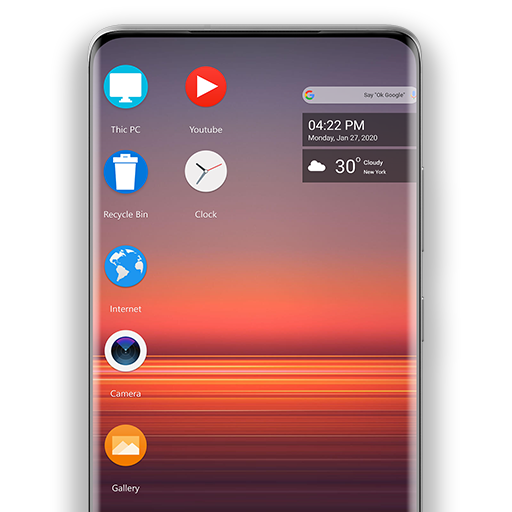 Thic PC
Youtube
Say "Ok Google"
04:22 PM
Monday, Jan 27, 2020
30° Cloudy
New York
Recycle Bin
Clock
Internet
Camera
Gallery